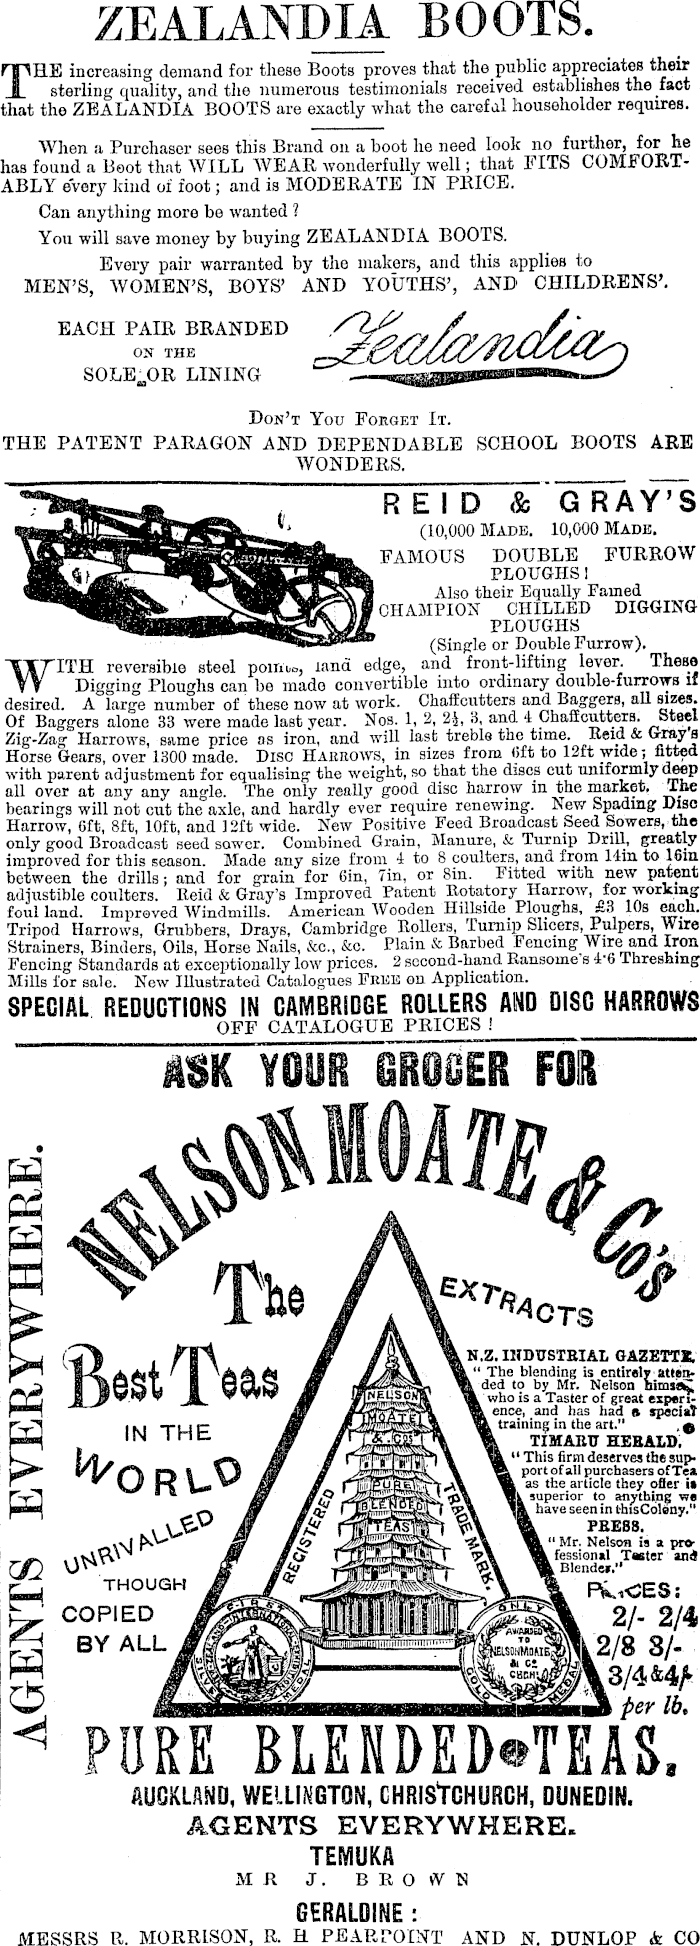 ZEALANDIA BOOTS.
THE increasing demand for these Boots proves that the public appreciates their
sterling quality, and the numerous testimonials received establishes the fact
that the ZEALANDIA BOOTS are exactly what the careful householder requires.
When a Purchaser sees this Brand on a boot he need look no further, for he
has found a Boot that WILL WEAR wonderfully well; that FITS COMFORT-
ABLY every kind of foot; and is MODERATE IN PRICE.
Can anything more be wanted?
You will save money by buying ZEALANDIA BOOTS.
Every pair warranted by the makers, and this applies to
MEN'S, WOMEN'S, BOYS' AND YOUTHS', AND CHILDRENS'.
EACH PAIR BRANDED
ON THE
SOLE OR LINING
Zealandia
DON'T YOU FORGET IT.
THE PATENT PARAGON AND DEPENDABLE SCHOOL BOOTS ARE
WONDERS.
REID & GRAY'S
(10,000 MADE. 10,000 MADE.
FAMOUS DOUBLE FURROW
PLOUGHS!
Also their Equally Famed
CHAMPION CHILLED DIGGING
PLOUGHS
(Single or Double Furrow).
WITH reversible steel points, land edge, and front-lifting lever. These
Digging Ploughs can be made convertible into ordinary double-furrows if
desired. A large number of these now at work. Chaffcutters and Baggers, all sizes.
Of Baggers alone 33 were made last year. Nos. 1, 2, 2½, 3, and 4 Chaffcutters. Steel
Zig-Zag Harrows, same price as iron, and will last treble the time. Reid & Gray's
Horse Gears, over 1300 made. DISC HARROWS, in sizes from 6ft to 12ft wide; fitted
with parent adjustment for equalising the weight, so that the discs cut uniformly deep
all over at any any angle. The only really good disc harrow in the market. The
bearings will not cut the axle, and hardly ever require renewing. New Spading Disc
Harrow, 6ft, 8ft, 10ft, and 12ft wide. New Positive Feed Broadcast Seed Sowers, the
only good Broadcast seed sower. Combined Grain, Manure, & Turnip Drill, greatly
improved for this season. Made any size from 4 to 8 coulters, and from 14in to 16in
between the drills; and for grain for 6in, 7in, or 8in. Fitted with new patent
adjustible coulters. Reid & Gray's Improved Patent Rotatory Harrow, for working
foul land. Improved Windmills. American Wooden Hillside Ploughs, £3 10s each.
Tripod Harrows, Grubbers, Drays, Cambridge Rollers, Turnip Slicers, Pulpers, Wire
Strainers, Binders, Oils, Horse Nails, &c., &c. Plain & Barbed Fencing Wire and Iron
Fencing Standards at exceptionally low prices. 2 second-hand Ransome's 4·6 Threshing
Mills for sale. New Illustrated Catalogues FREE on Application.
SPECIAL REDUCTIONS IN CAMBRIDGE ROLLERS AND DISC HARROWS
OFF CATALOGUE PRICES!
ASK YOUR GROCER FOR
NELSON MOATE & Co's
AGENTS EVERYWHERE.
The
Best Teas
IN THE
WORLD
UNRIVALLED
THOUGH
COPIED
BY ALL
REGISTERED
TRADE MARK.
NELSON
MOATE
& Cos
PURE
BLENDED
TEAS
FIRST
INTERNATIONAL
SILVER
MEDAL
ONLY
AWARDED
TO
NELSON MOATE
& Co
CHCH
GOLD MEDAL
EXTRACTS
N.Z. INDUSTRIAL GAZETTE.
"The blending is entirely atten-
ded to by Mr. Nelson himself,
who is a Taster of great experi-
ence, and has had a special
training in the art."
TIMARU HERALD.
"This firm deserves the sup-
port of all purchasers of Tea
as the article they offer is
superior to anything we
have seen in this Colony."
PRESS.
"Mr. Nelson is a pro-
fessional Taster and
Blender."
PRICES:
2/- 2/4
2/8 3/-
3/4 & 4/-
per lb.
PURE BLENDED TEAS.
AUCKLAND, WELLINGTON, CHRISTCHURCH, DUNEDIN.
AGENTS EVERYWHERE.
TEMUKA
MR J. BROWN
GERALDINE:
MESSRS R. MORRISON, R. H PEARPOINT AND N. DUNLOP & CO